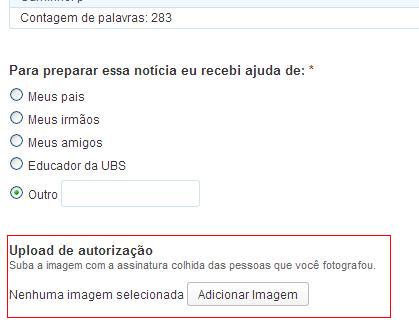 Contagem de palavras: 283
Para preparar essa notícia eu recebi ajuda de: *
Meus pais
Meus irmãos
Meus amigos
Educador da UBS
Outro
Upload de autorização
Suba a imagem com a assinatura colhida das pessoas que você fotografou.
Nenhuma imagem selecionada Adicionar Imagem